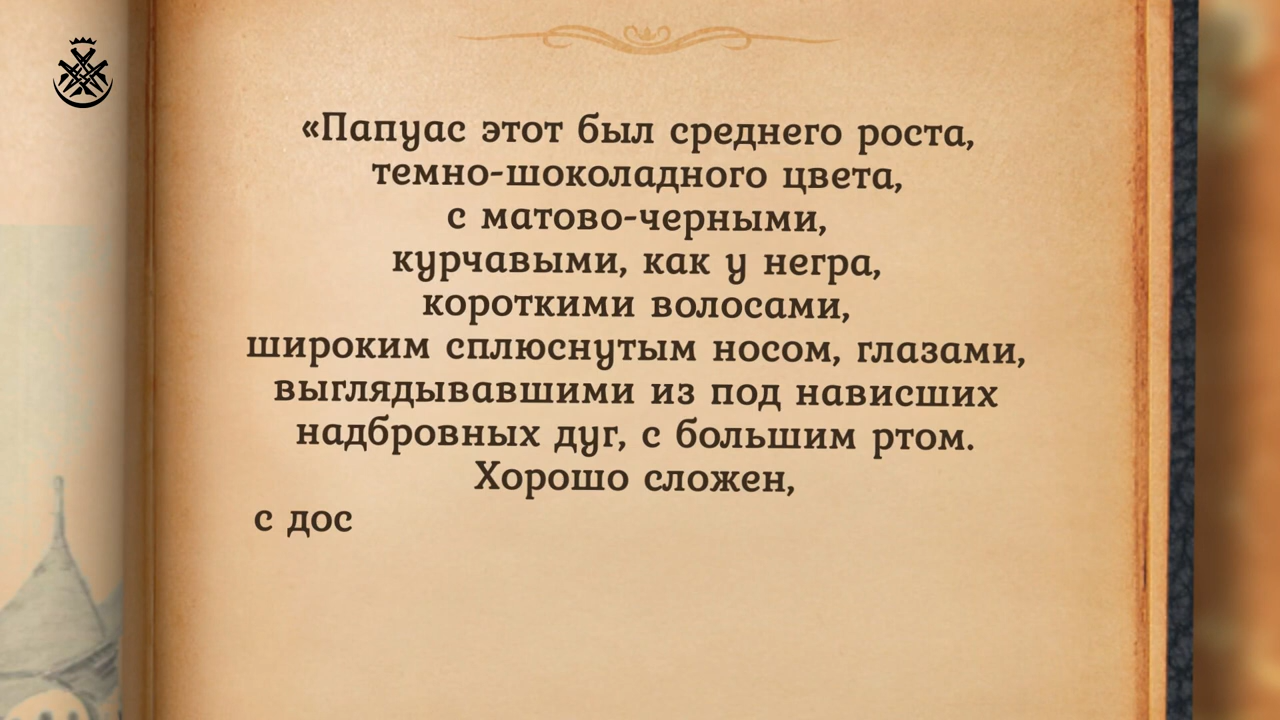 «Папуас этот был среднего роста,
темно-шоколадного цвета,
с матово-черными,
курчавыми, как у негра,
короткими волосами,
широким сплюснутым носом, глазами,
выглядывавшими из под нависших
надбровных дуг, с большим ртом.
Хорошо сложен,
с дос